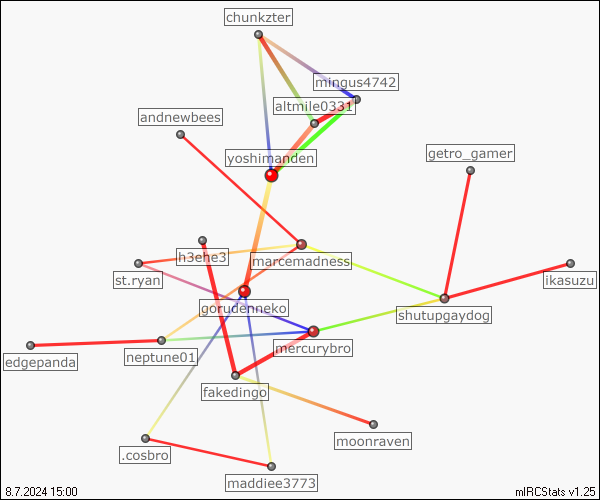 chunkzter
mingus4742
altmile0331
andnewbees
yoshimanden
getro_gamer
h3ehe3
marcemadness
st.ryan
ikasuzu
gorudenneko
shutupgaydog
mercurybro
neptune01
edgepanda
fakedingo
moonraven
.cosbro
maddiee3773
8.7.2024 15:00
mIRCStats v1.25